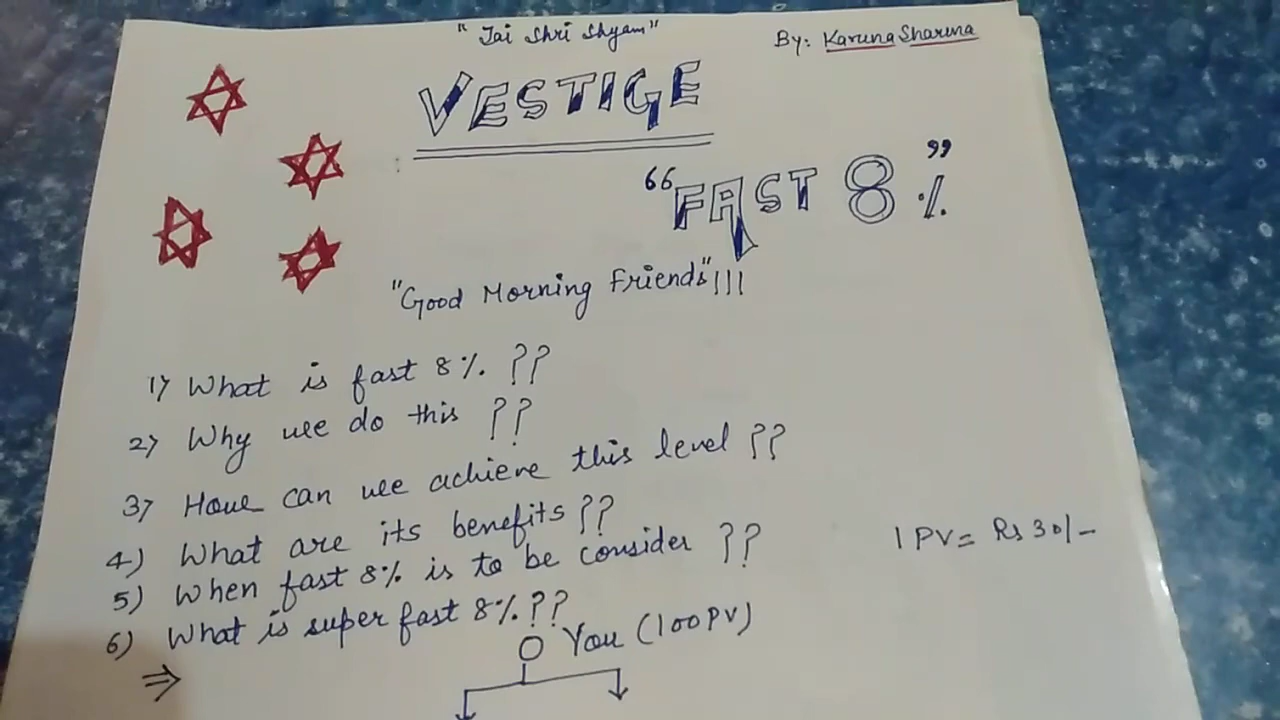 "Jai Shri Shyam"
By: Karuna Sharma
VESTIGE
"FAST 8%"
"Good Morning Friends"!!!
1) What is fast 8%. ??
2) Why we do this ??
3) How can we achieve this level ??
4) What are its benefits ??
5) When fast 8% is to be consider ??
1 PV = Rs 30/-
6) What is super fast 8% ??
⇒ You (100PV)